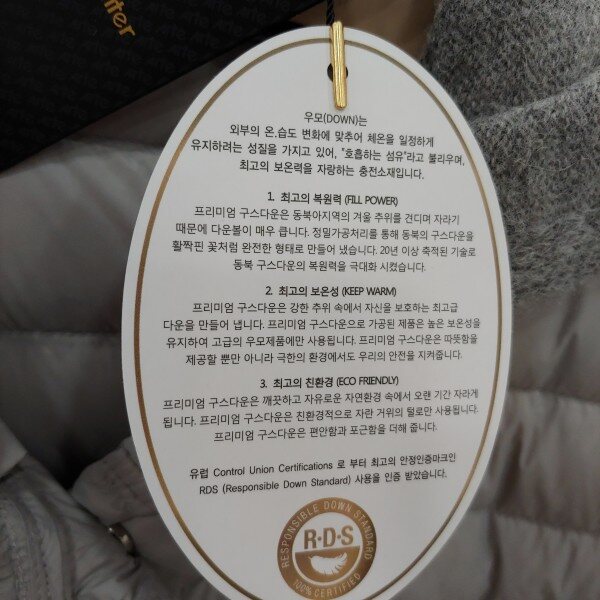 우모(DOWN)는
외부의 온.습도 변화에 맞추어 체온을 일정하게
유지하려는 성질을 가지고 있어, "호흡하는 섬유"라고 불리우며,
최고의 보온력을 자랑하는 충전소재입니다.
1. 최고의 복원력 (FILL POWER)
프리미엄 구스다운은 동북아지역의 겨울 추위를 견디며 자라기
때문에 다운볼이 매우 큽니다. 정밀가공처리를 통해 동북의 구스다운을
활짝핀 꽃처럼 완전한 형태로 만들어 냈습니다. 20년 이상 축적된 기술로
동북 구스다운의 복원력을 극대화 시켰습니다.
2. 최고의 보온성 (KEEP WARM)
프리미엄 구스다운은 강한 추위 속에서 자신을 보호하는 최고급
다운을 만들어 냅니다. 프리미엄 구스다운으로 가공된 제품은 높은 보온성을
유지하여 고급의 우모제품에만 사용됩니다. 프리미엄 구스다운은 따뜻함을
제공할 뿐만 아니라 극한의 환경에서도 우리의 안전을 지켜줍니다.
3. 최고의 친환경 (ECO FRIENDLY)
프리미엄 구스다운은 깨끗하고 자유로운 자연환경 속에서 오랜 기간 자라게
됩니다. 프리미엄 구스다운은 친환경적으로 자란 거위의 털로만 사용됩니다.
프리미엄 구스다운은 편안함과 포근함을 더해 줍니다.
유럽 Control Union Certifications 로 부터 최고의 안정인증마크인
RDS (Responsible Down Standard) 사용을 인증 받았습니다.
RESPONSIBLE DOWN STANDARD
R·D·S
100% CERTIFIED